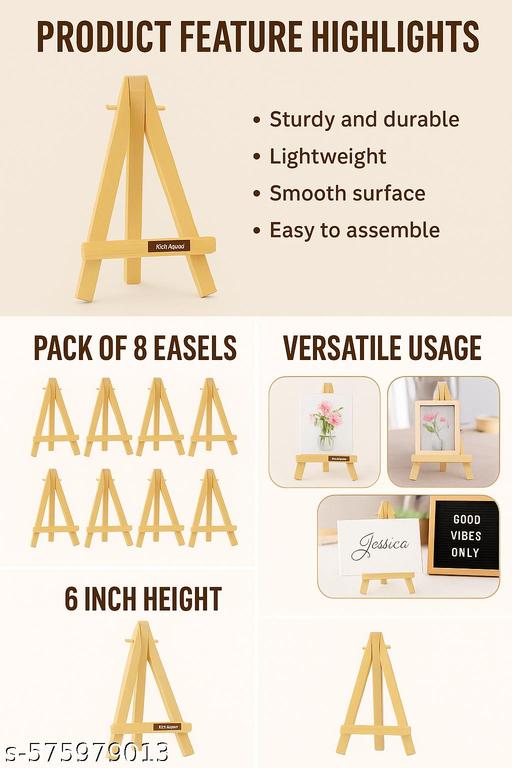 PRODUCT FEATURE HIGHLIGHTS
• Sturdy and durable
• Lightweight
• Smooth surface
• Easy to assemble
Kich Aquad
PACK OF 8 EASELS
VERSATILE USAGE
Jessica
GOOD
VIBES
ONLY
6 INCH HEIGHT
s-575979013